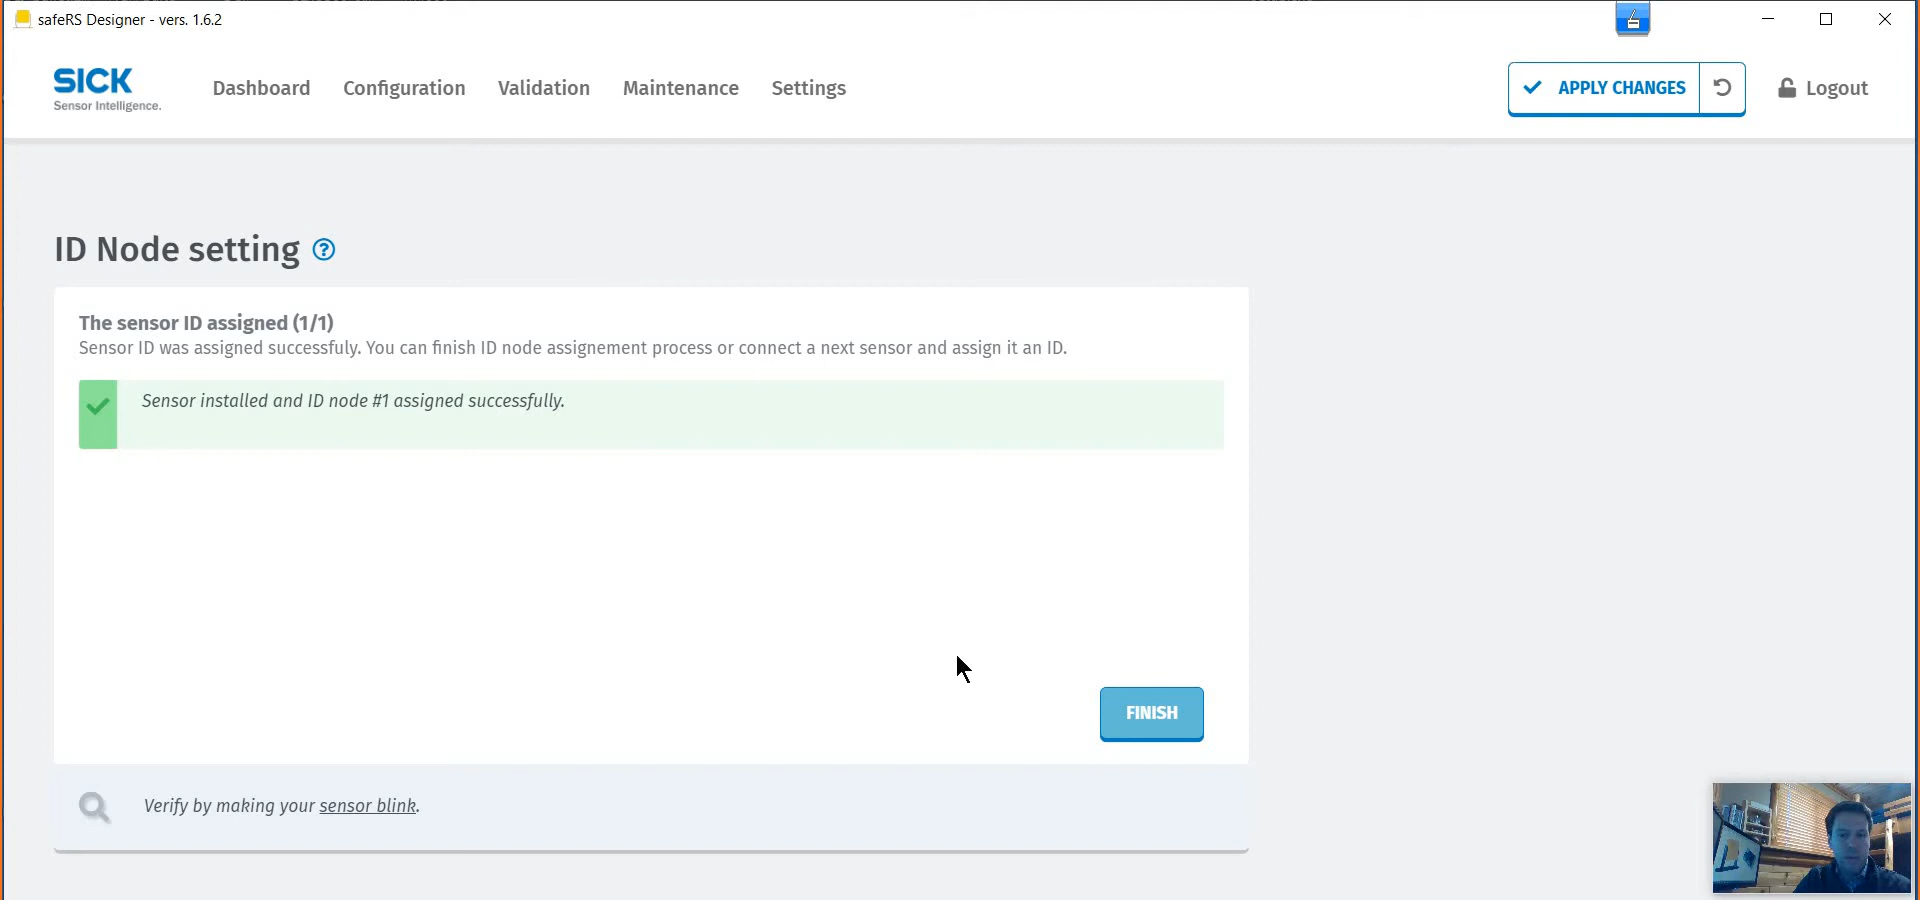 safeRS Designer - vers. 1.6.2
SICK
Sensor Intelligence.
Dashboard Configuration Validation Maintenance Settings
APPLY CHANGES
Logout
ID Node setting ?
The sensor ID assigned (1/1)
Sensor ID was assigned successfuly. You can finish ID node assignement process or connect a next sensor and assign it an ID.
Sensor installed and ID node #1 assigned successfully.
FINISH
Verify by making your sensor blink.